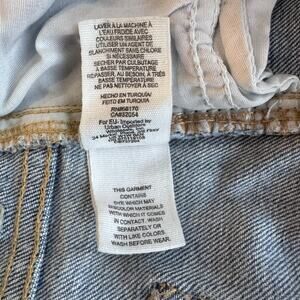 LAVER À LA MACHINE À
L'EAU FROIDE AVEC
COULEURS SIMILAIRES
UTILISER UN AGENT DE
BLANCHIMENT SANS CHLORE
SI NÉCESSAIRE
SÉCHER PAR CULBUTAGE
À BASSE TEMPÉRATURE
REPASSER, AU BESOIN, À
BASSE TEMPÉRATURE
NE PAS NETTOYER À SEC
HECHO EN TURQUÍA/
FEITO EM TURQUIA
RN#66170
CA#32054
For EU- Imported by
Urban Outfitters
THIS GARMENT
CONTAINS
DYE WHICH MAY
DISCOLOR MATERIALS
WITH WHICH IT COMES
IN CONTACT. WASH
SEPARATELY OR
WITH LIKE COLORS.
WASH BEFORE WEAR.